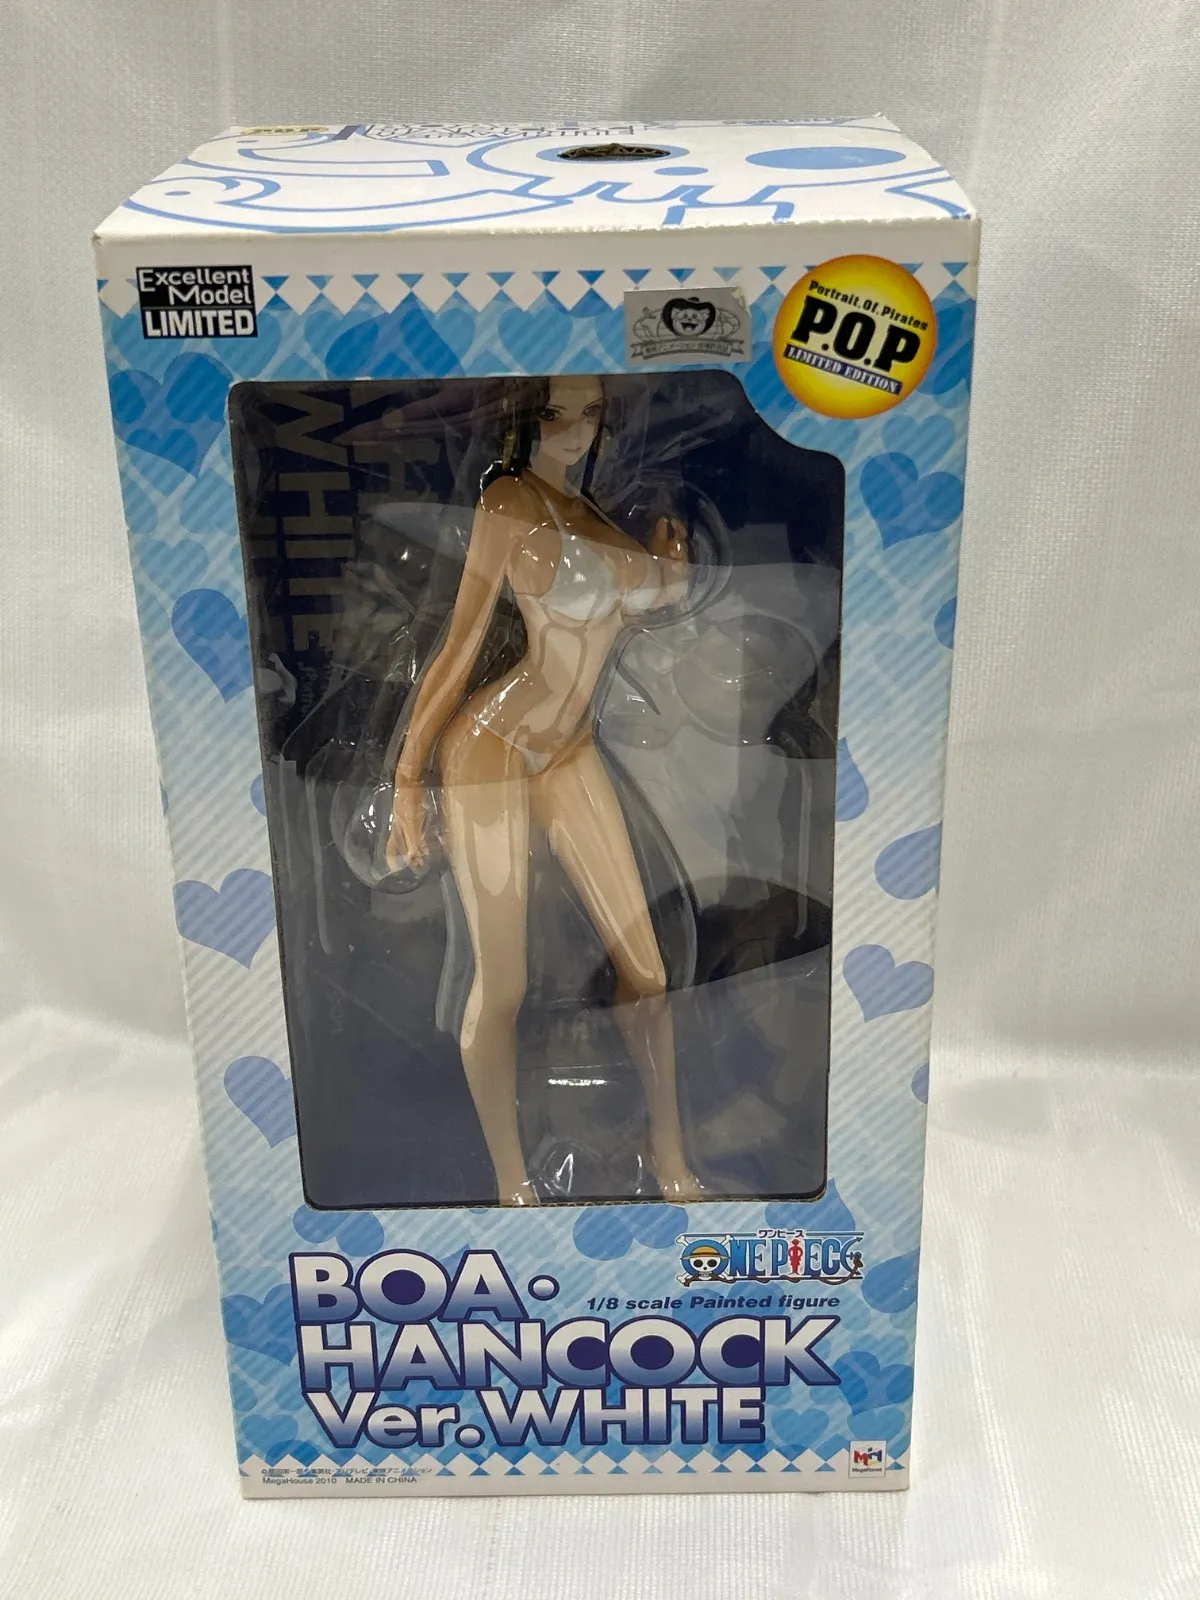 Excellent
Model
LIMITED
Portrait.Of.Pirates
P.O.P
LIMITED EDITION
WHITE
ワンピース
ONE PIECE
1/8 scale Painted figure
BOA・
HANCOCK
Ver.WHITE
MegaHouse 2010 MADE IN CHINA
MegaHouse